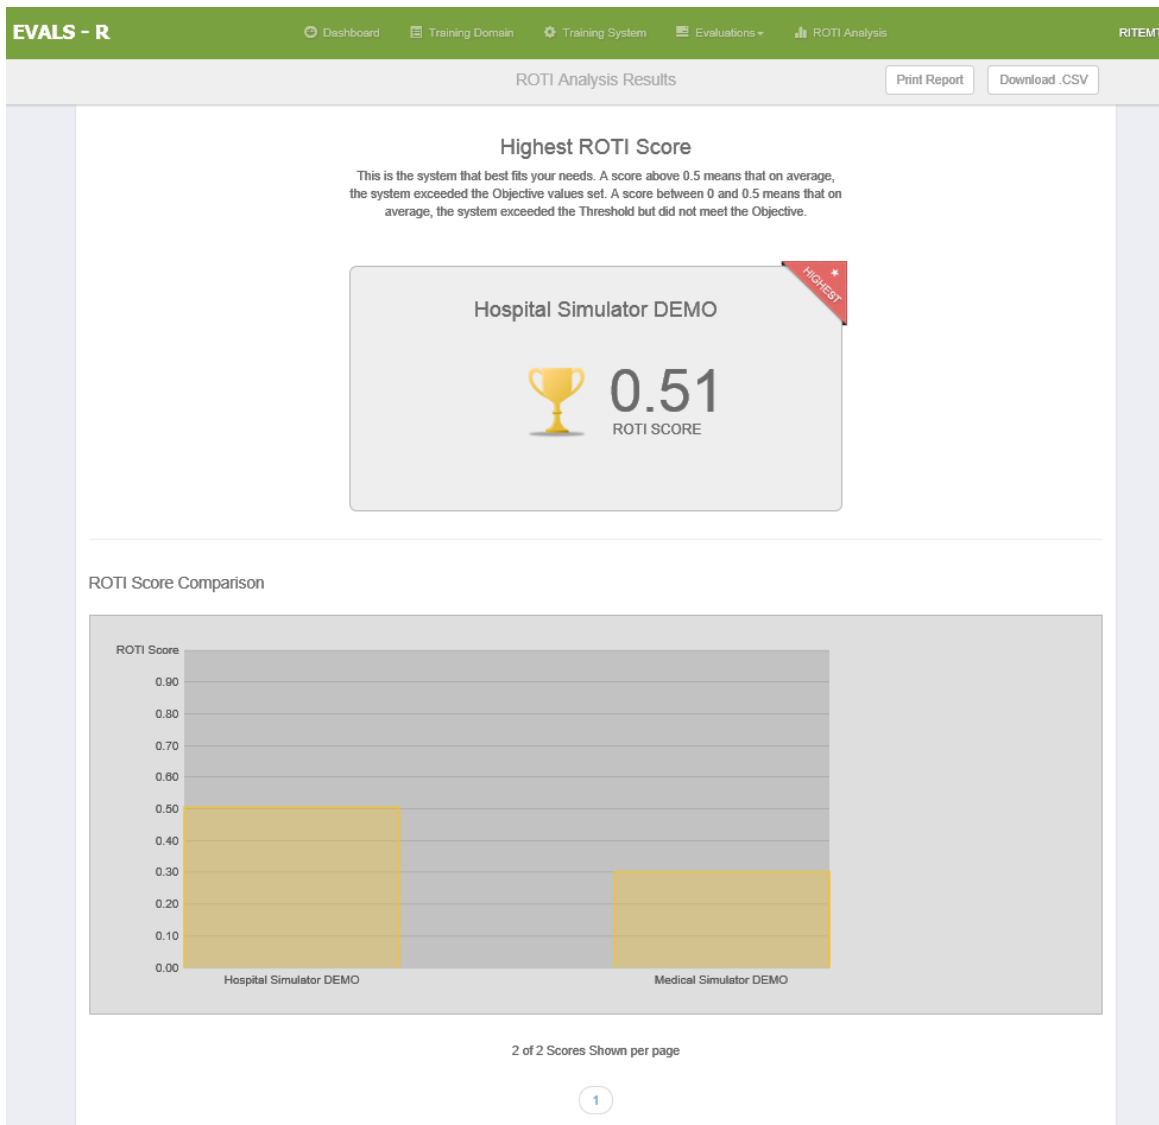 EVALS - R
Dashboard
Training Domain
Training System
Evaluations
ROTI Analysis
RITEMT
ROTI Analysis Results
Print Report
Download .CSV
Highest ROTI Score
This is the system that best fits your needs. A score above 0.5 means that on average,
the system exceeded the Objective values set. A score between 0 and 0.5 means that on
average, the system exceeded the Threshold but did not meet the Objective.
HIGHEST
Hospital Simulator DEMO
0.51
ROTI SCORE
ROTI Score Comparison
ROTI Score
0.90
0.80
0.70
0.60
0.50
0.40
0.30
0.20
0.10
0.00
Hospital Simulator DEMO
Medical Simulator DEMO
2 of 2 Scores Shown per page
1